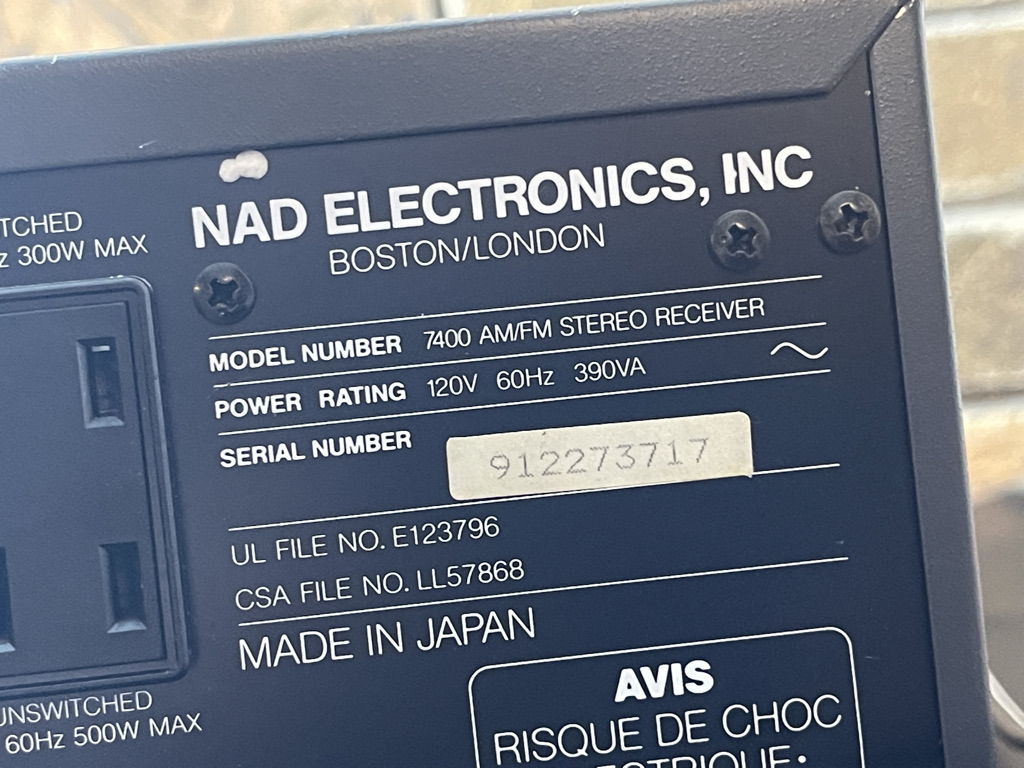 NAD ELECTRONICS, INC
BOSTON/LONDON
300W MAX
MODEL NUMBER 7400 AM/FM STEREO RECEIVER
POWER RATING 120V 60Hz 390VA
SERIAL NUMBER 912273717
UL FILE NO. E123796
CSA FILE NO. LL57868
MADE IN JAPAN
UNSWITCHED
60Hz 500W MAX
AVIS
RISQUE DE CHOC